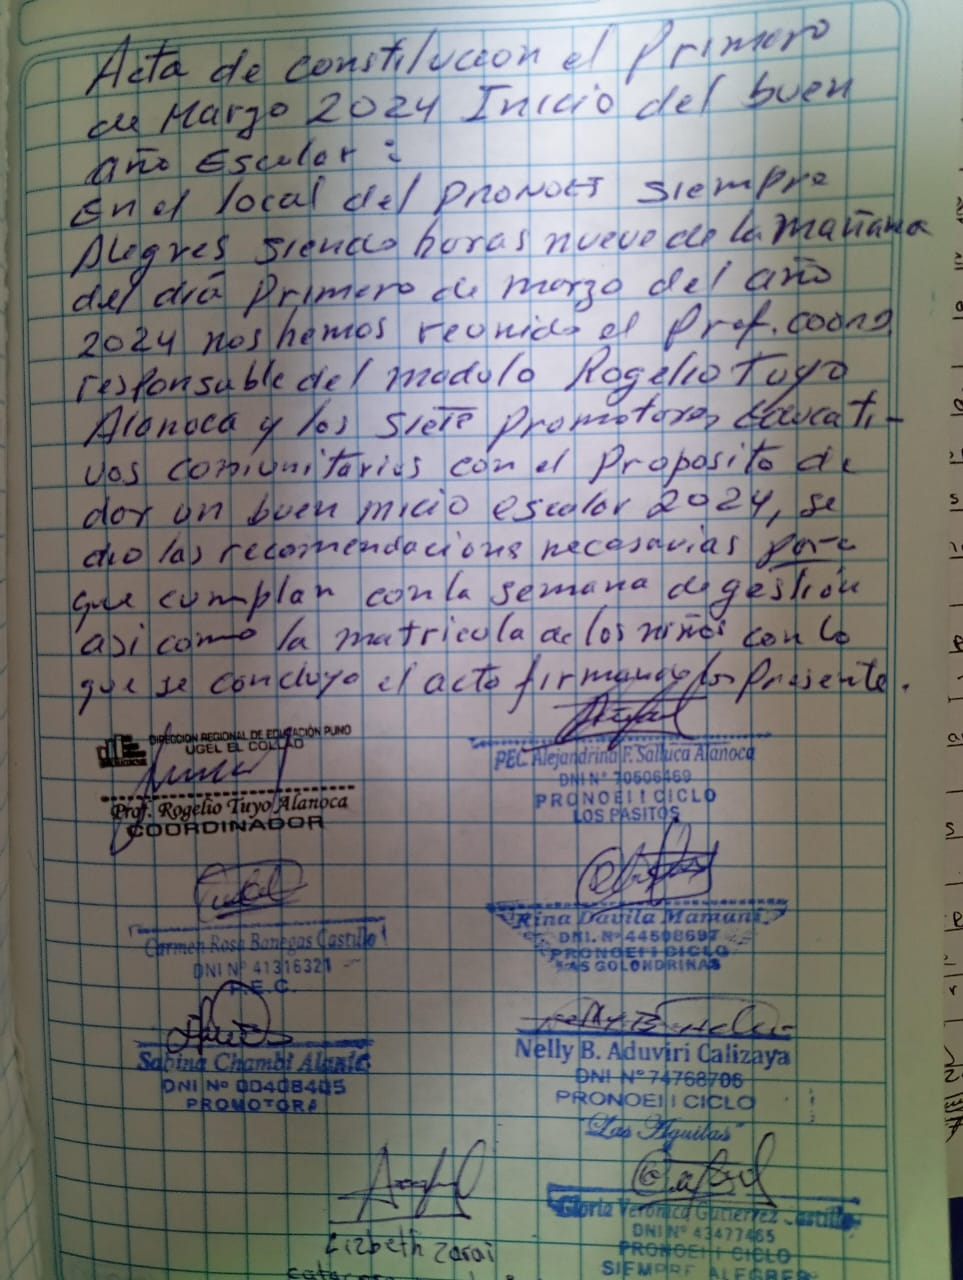 Acta de constitucion el Primero
de Marzo 2024 Inicio del buen
año Escolar:
En el local del PRONOEI Siempre
Alegres siendo horas nueve de la mañana
del dia Primero de marzo del año
2024 nos hemos reunido el Prof. coord
responsable del modulo Rogelio Tuyo
Alanoca y los siete promotoras educati-
vos comunitarios con el proposito de
dar un buen inicio escolar 2024, se
dio las recomendaciones necesarias para
que cumplan con la semana de gestión
asi como la matricula de los niños con lo
que se concluyo el acto firmando los presente.
DIRECCION REGIONAL DE EDUCACIÓN PUNO
UGEL EL COLLAO
Prof. Rogelio Tuyo Alanoca
COORDINADOR
PEC. Alejandrina F. Salluca Alanoca
DNI N° 70506469
PRONOEI I CICLO
LOS PASITOS
Carmen Rosa Banegas Castillo
DNI N° 41316321
P.E.C.
Rina Davila Mamani
DNI. N° 44508697
PRONOEI I CICLO
LAS GOLONDRINAS
Sabina Chambi Alanic
DNI N° 00408405
PROMOTORA
Nelly B. Aduviri Calizaya
DNI N° 74768706
PRONOEI I CICLO
"Las Aguilas"
Lizbeth Zarai
Gloria Veronica Gutierrez Castillo
DNI N° 43477465
PRONOEI I CICLO
SIEMPRE ALEGRES